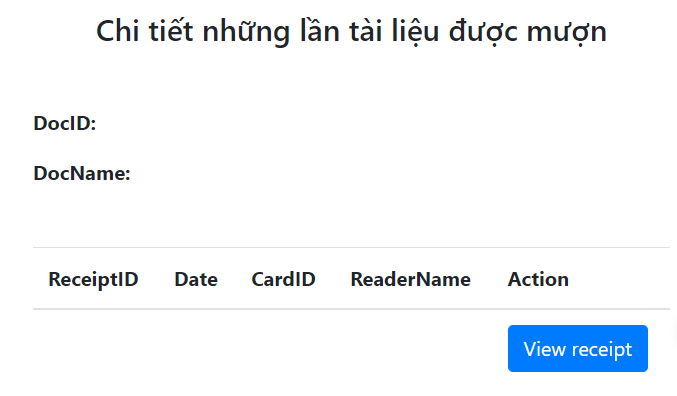 Chi tiết những lần tài liệu được mượn
DocID:
DocName:
ReceiptID Date CardID ReaderName Action
View receipt